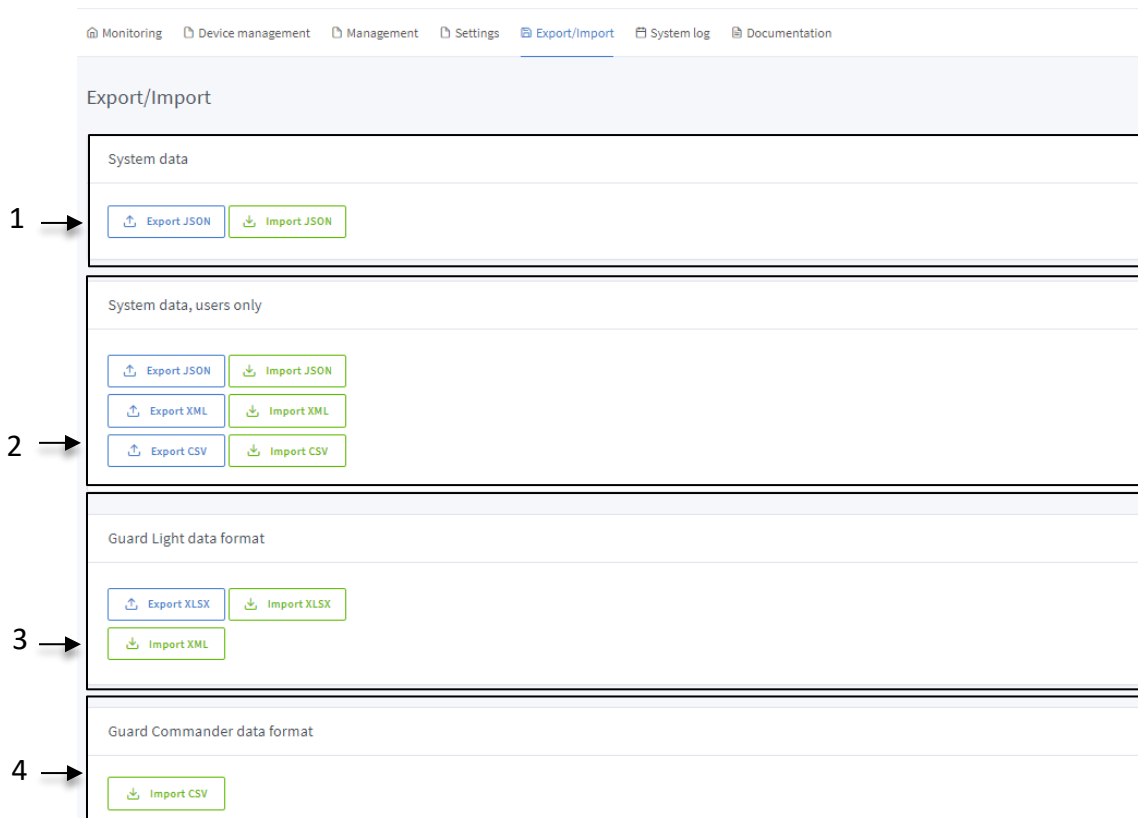 Monitoring Device management Management Settings Export/Import System log Documentation
Export/Import
System data
1
Export JSON Import JSON
System data, users only
Export JSON Import JSON
Export XML Import XML
2
Export CSV Import CSV
Guard Light data format
Export XLSX Import XLSX
3
Import XML
Guard Commander data format
4
Import CSV